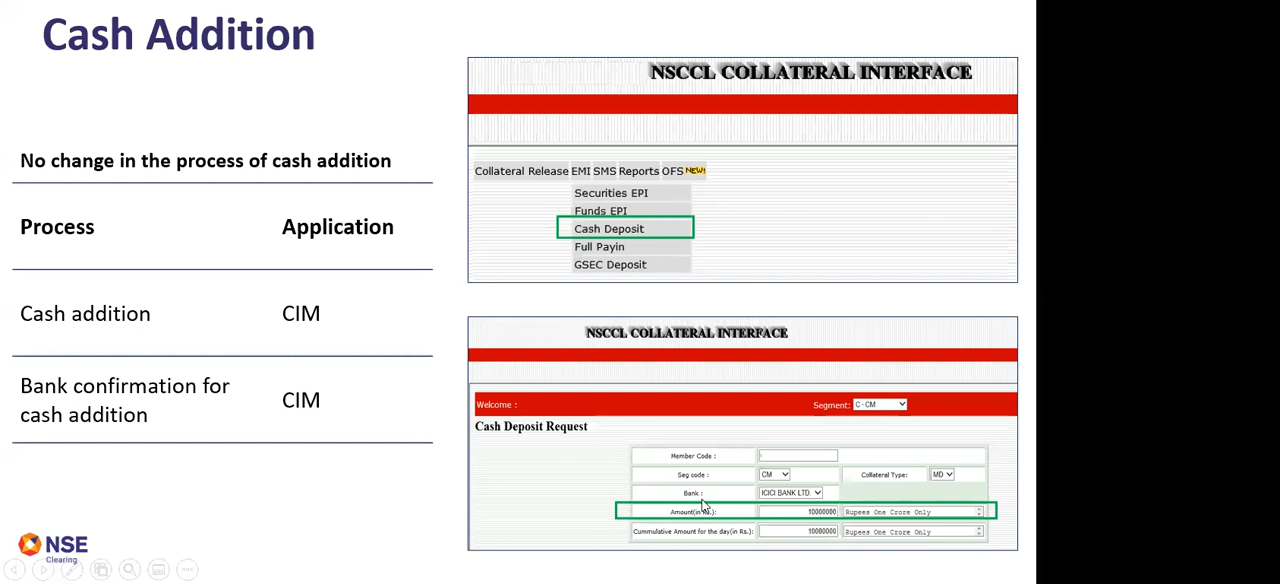 Cash Addition
No change in the process of cash addition
Process Application
Cash addition CIM
Bank confirmation for
cash addition CIM
NSE
Clearing
NSCCL COLLATERAL INTERFACE
Collateral Release EMI SMS Reports OFS NEW!
Securities EPI
Funds EPI
Cash Deposit
Full Payin
GSEC Deposit
NSCCL COLLATERAL INTERFACE
Welcome : Segment: C - CM
Cash Deposit Request
Member Code :
Seg code : CM Collateral Type: MD
Bank : ICICI BANK LTD.
Amount(in Rs.): 10000000 Rupees One Crore Only
Cummulative Amount for the day(in Rs.): 10000000 Rupees One Crore Only